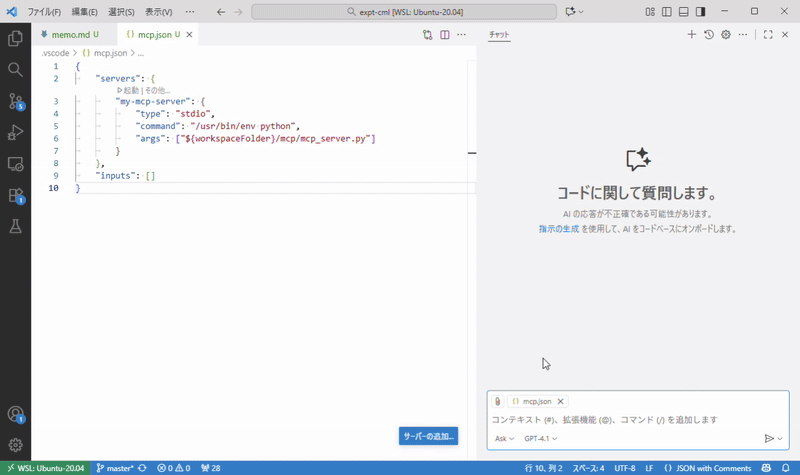 ファイル(F) 編集(E) 選択(S) 表示(V) ··· expt-cml [WSL: Ubuntu-20.04]
memo.md U mcp.json U
.vscode > mcp.json > ...
1 {
2 "servers": {
起動 | その他...
3 "my-mcp-server": {
4 "type": "stdio",
5 "command": "/usr/bin/env python",
6 "args": ["${workspaceFolder}/mcp/mcp_server.py"]
7 }
8 },
9 "inputs": []
10 }
サーバーの追加...
チャット
コードに関して質問します。
AI の応答が不正確である可能性があります。
指示の生成 を使用して、AI をコードベースにオンボードします。
mcp.json
コンテキスト (#)、拡張機能 (@)、コマンド (/) を追加します
Ask GPT-4.1
5
1
1
WSL: Ubuntu-20.04 master* 0 0 28 行 10、列 2 スペース: 4 UTF-8 LF {} JSON with Comments